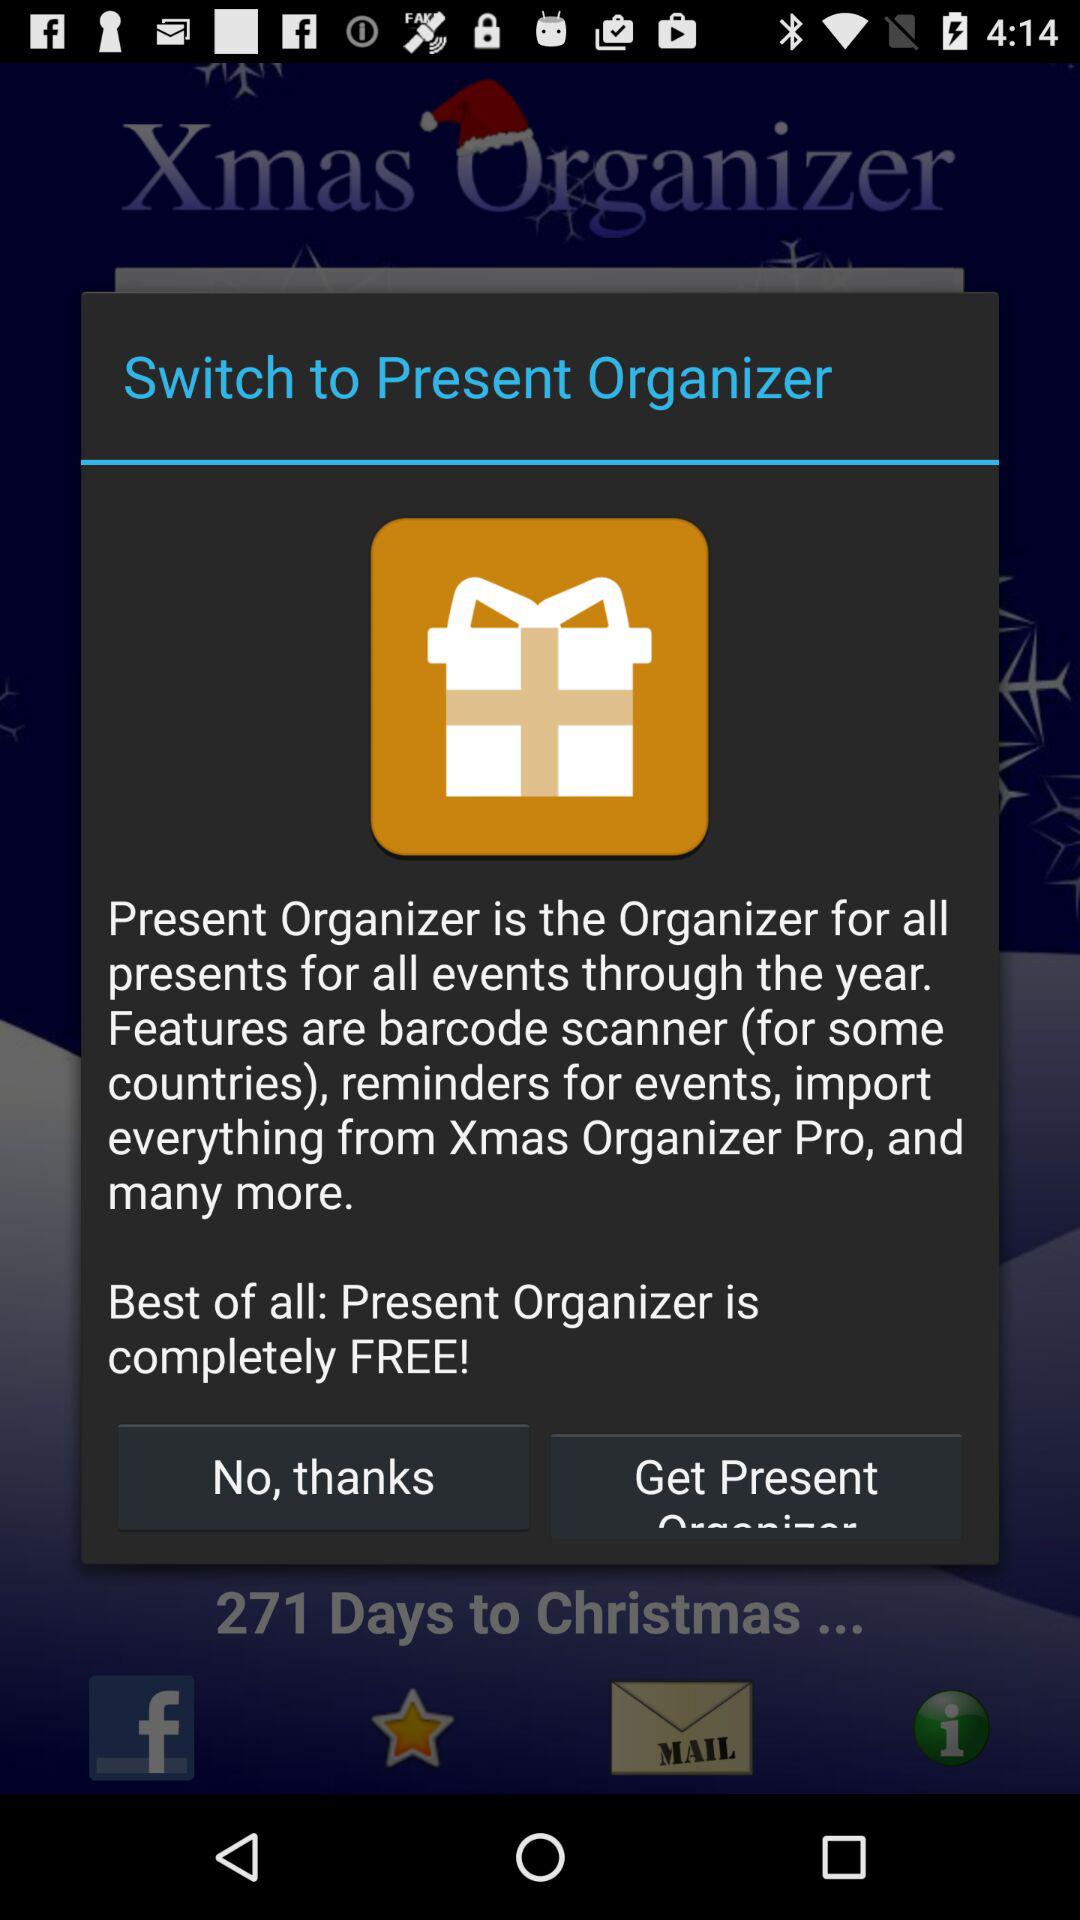 FAKE
4:14
Xmas Organizer
Switch to Present Organizer
Present Organizer is the Organizer for all
presents for all events through the year.
Features are barcode scanner (for some
countries), reminders for events, import
everything from Xmas Organizer Pro, and
many more.
Best of all: Present Organizer is
completely FREE!
No, thanks
Get Present
Organizer
271 Days to Christmas ...
MAIL